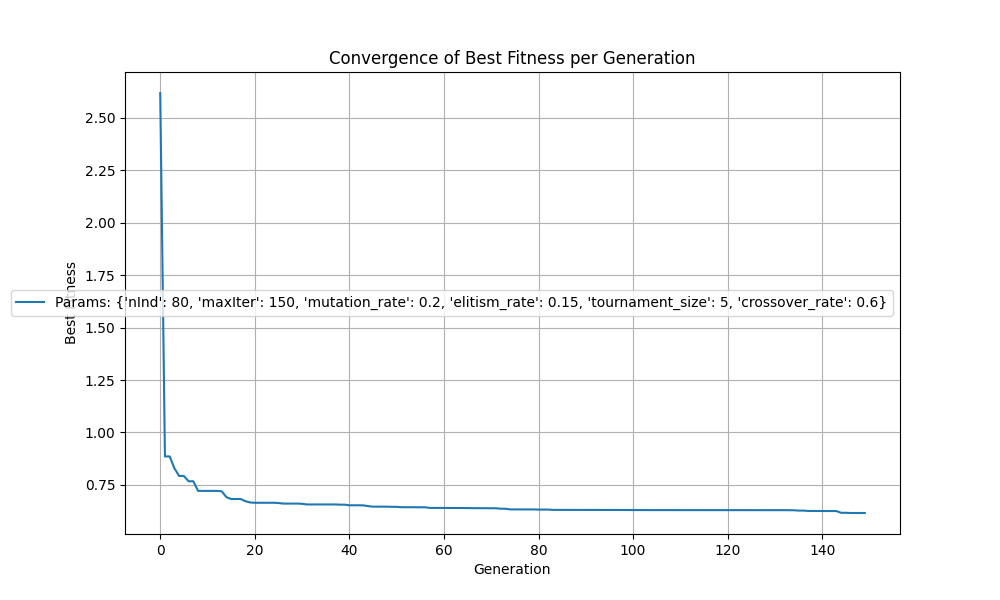 Convergence of Best Fitness per Generation
2.50
2.25
2.00
1.75
1.50
1.25
1.00
0.75
Best Fitness
Params: {'nInd': 80, 'maxIter': 150, 'mutation_rate': 0.2, 'elitism_rate': 0.15, 'tournament_size': 5, 'crossover_rate': 0.6}
0 20 40 60 80 100 120 140
Generation